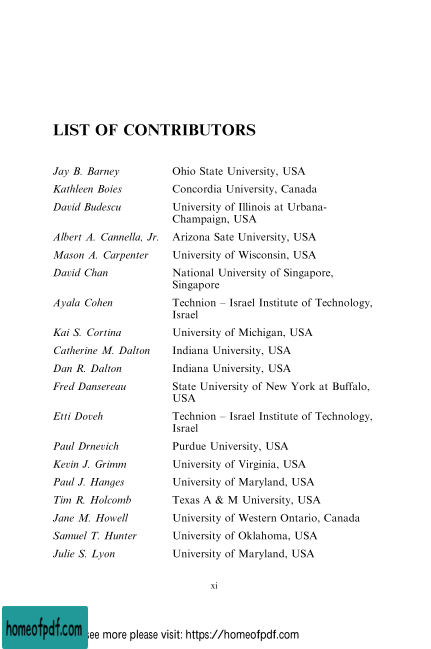 LIST OF CONTRIBUTORS
Jay B. Barney Ohio State University, USA
Kathleen Boies Concordia University, Canada
David Budescu University of Illinois at Urbana-
Champaign, USA
Albert A. Cannella, Jr. Arizona Sate University, USA
Mason A. Carpenter University of Wisconsin, USA
David Chan National University of Singapore,
Singapore
Ayala Cohen Technion – Israel Institute of Technology,
Israel
Kai S. Cortina University of Michigan, USA
Catherine M. Dalton Indiana University, USA
Dan R. Dalton Indiana University, USA
Fred Dansereau State University of New York at Buffalo,
USA
Etti Doveh Technion – Israel Institute of Technology,
Israel
Paul Drnevich Purdue University, USA
Kevin J. Grimm University of Virginia, USA
Paul J. Hanges University of Maryland, USA
Tim R. Holcomb Texas A & M University, USA
Jane M. Howell University of Western Ontario, Canada
Samuel T. Hunter University of Oklahoma, USA
Julie S. Lyon University of Maryland, USA
xi
homeofpdf.com
see more please visit: https://homeofpdf.com